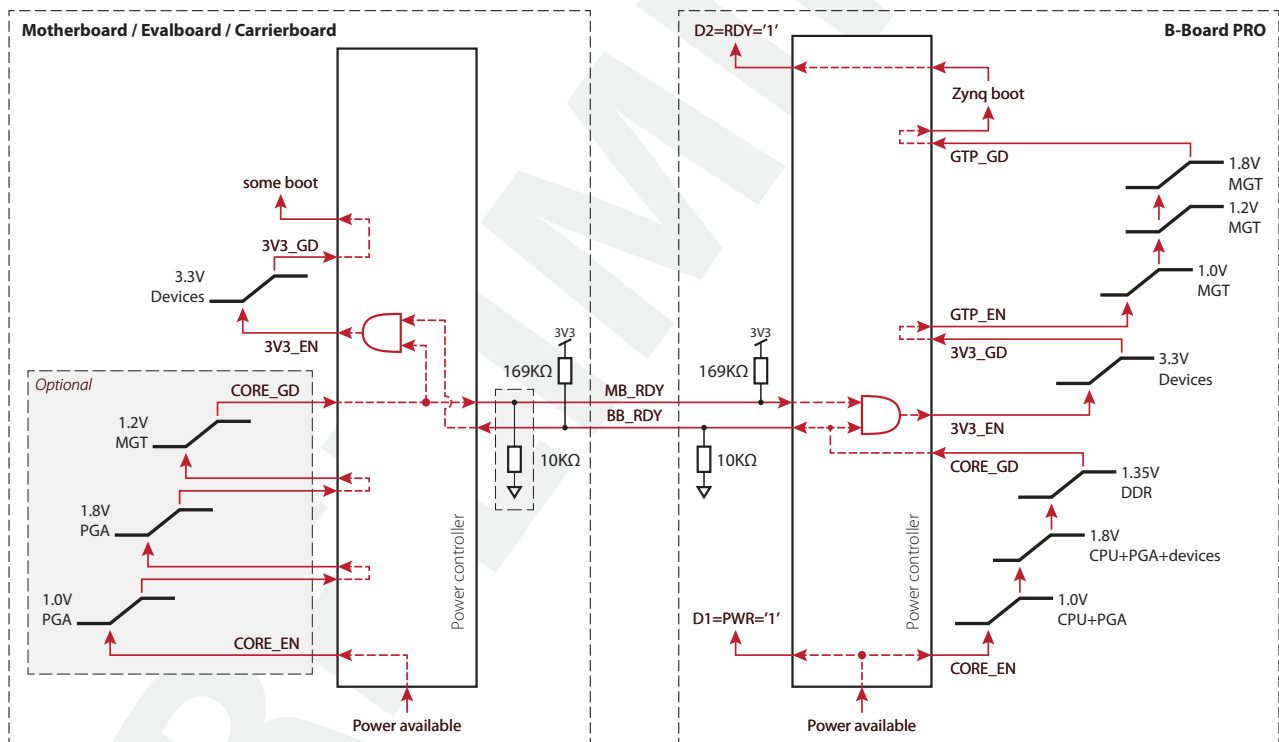 Motherboard / Evalboard / Carrierboard
some boot
3V3_GD
3.3V
Devices
3V3_EN
Optional
CORE_GD
1.2V
MGT
1.8V
PGA
1.0V
PGA
CORE_EN
Power controller
Power available
3V3
169KΩ
10KΩ
MB_RDY
BB_RDY
3V3
169KΩ
10KΩ
B-Board PRO
D2=RDY='1'
Zynq boot
GTP_GD
1.8V
MGT
1.2V
MGT
1.0V
MGT
GTP_EN
3V3_GD
3.3V
Devices
3V3_EN
CORE_GD
1.35V
DDR
1.8V
CPU+PGA+devices
1.0V
CPU+PGA
D1=PWR='1'
CORE_EN
Power controller
Power available